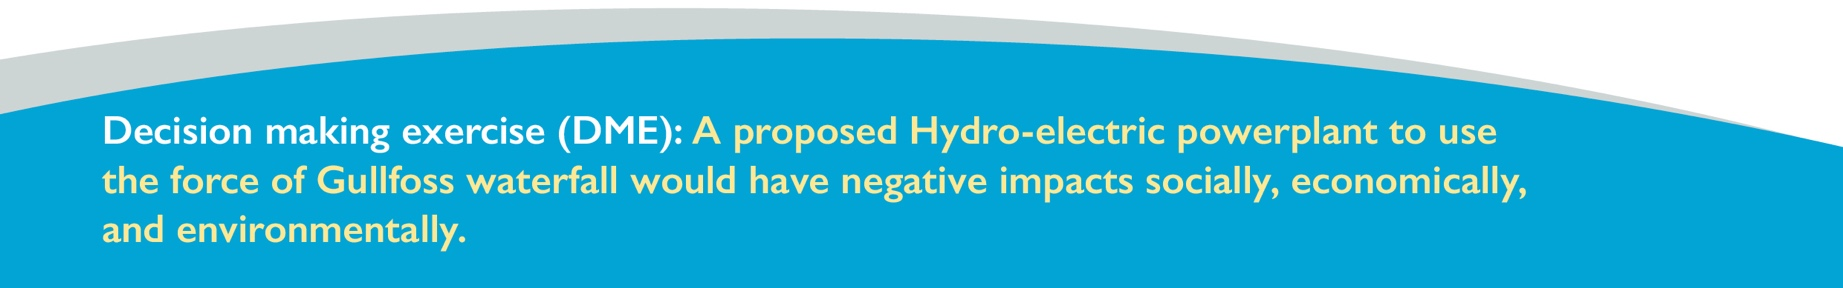 Decision making exercise (DME): A proposed Hydro-electric powerplant to use
the force of Gullfoss waterfall would have negative impacts socially, economically,
and environmentally.